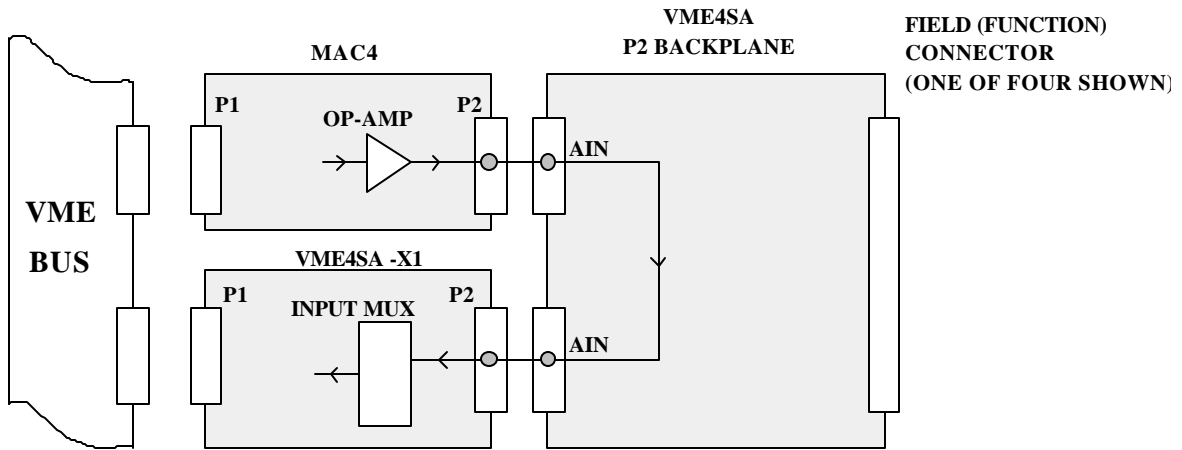 VME4SA
P2 BACKPLANE
FIELD (FUNCTION)
CONNECTOR
(ONE OF FOUR SHOWN)
MAC4
P1
P2
OP-AMP
AIN
VME
BUS
VME4SA -X1
P1
P2
INPUT MUX
AIN